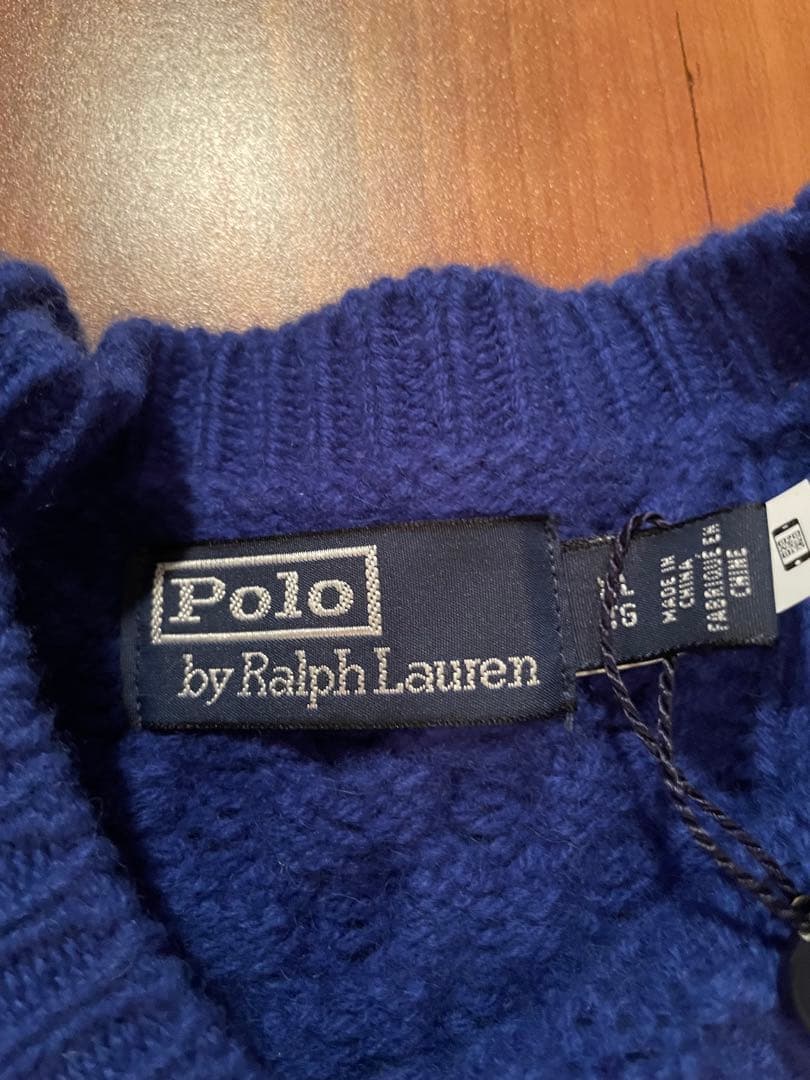 Polo
by Ralph Lauren
MADE IN
CHINA
FABRIQUÉ EN
CHINE